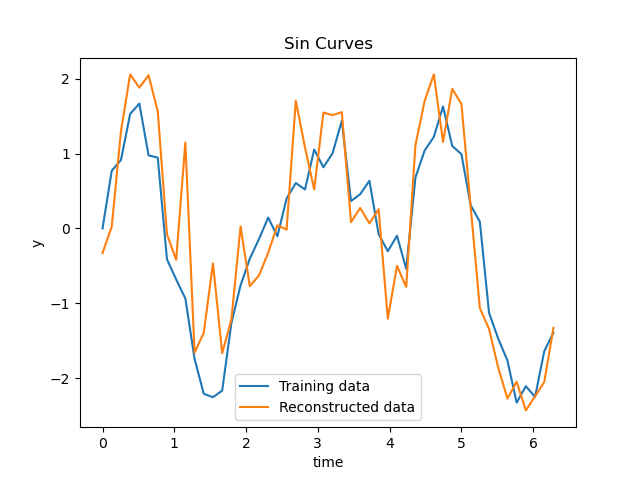 Sin Curves
y
2
1
0
−1
−2
Training data
Reconstructed data
0 1 2 3 4 5 6
time